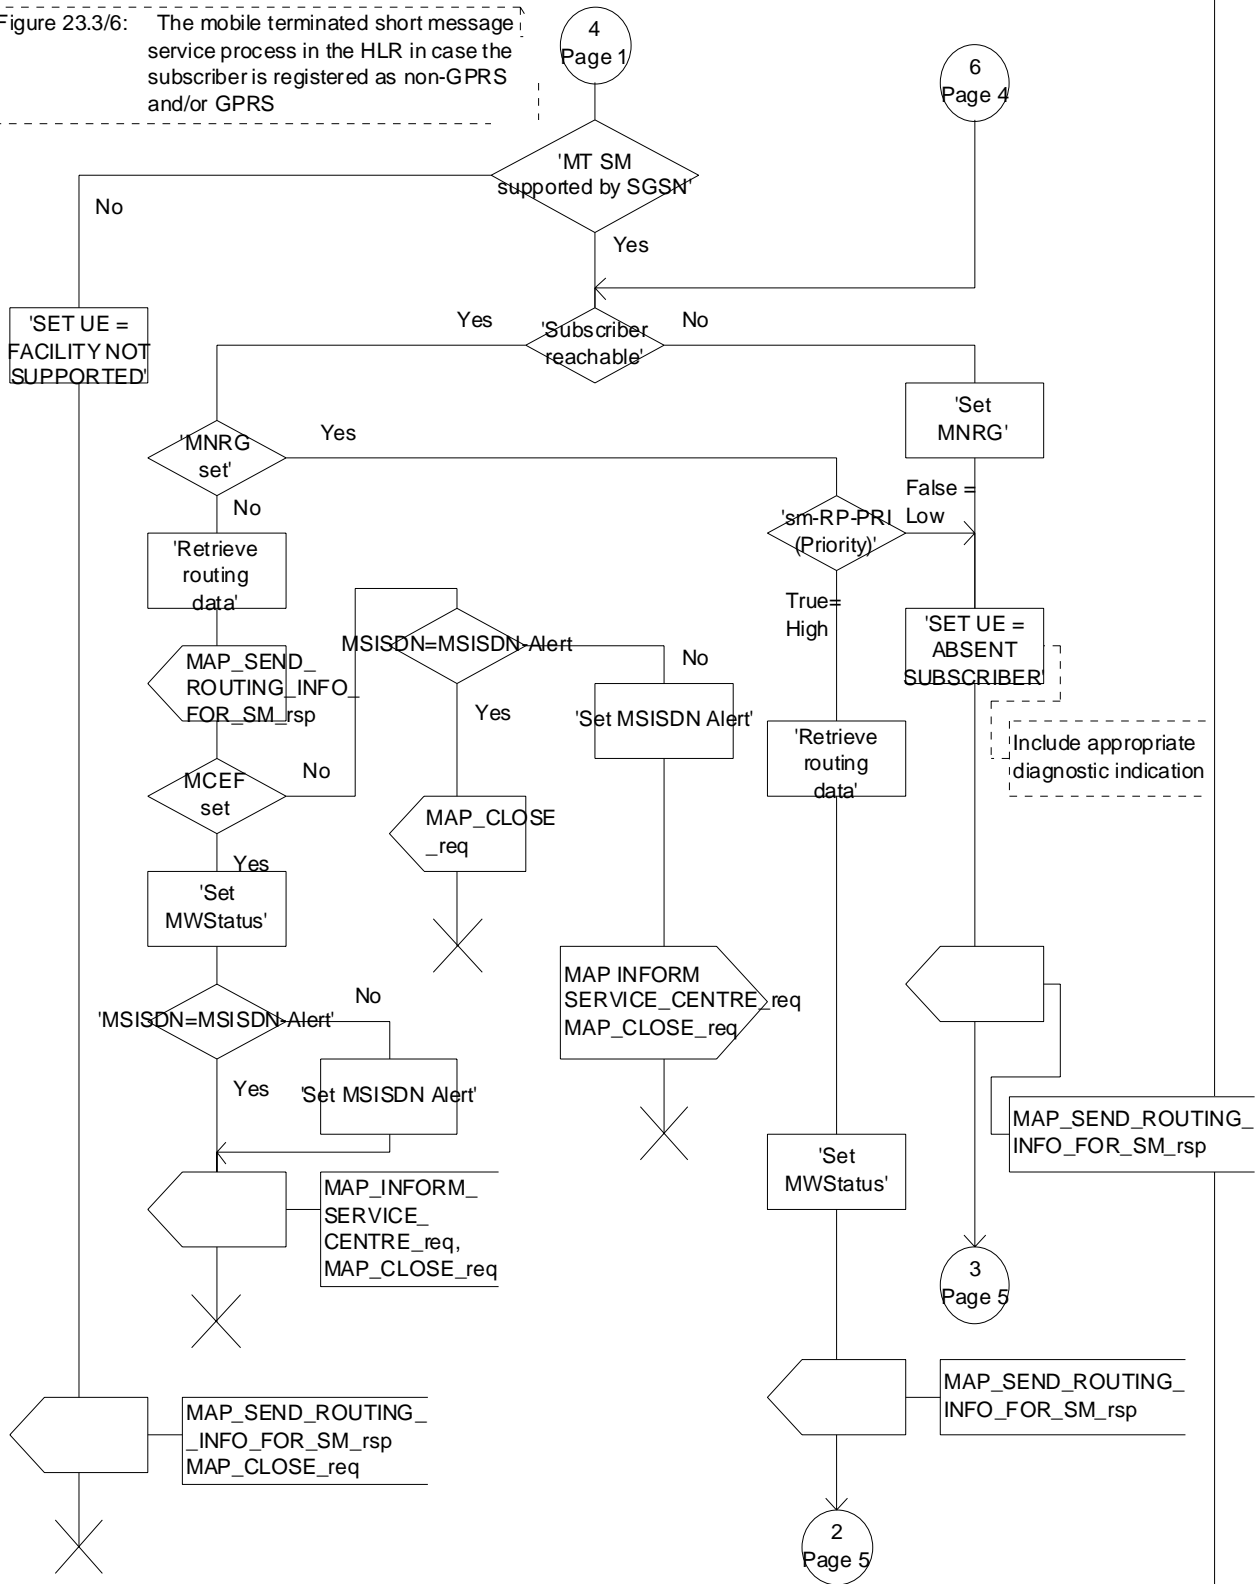 Figure 23.3/6: The mobile terminated short message
service process in the HLR in case the
subscriber is registered as non-GPRS
and/or GPRS
4
Page 1
6
Page 4
'MT SM
supported by SGSN'
No
Yes
'SET UE =
FACILITY NOT
SUPPORTED'
Yes
'Subscriber
reachable'
No
'Set
MNRG'
'MNRG
set'
Yes
No
'sm-RP-PRI
(Priority)'
False =
Low
True=
High
'Retrieve
routing
data'
MAP_SEND_
ROUTING_INFO_
FOR_SM_rsp
MSISDN=MSISDN-Alert
No
Yes
'Set MSISDN Alert'
'SET UE =
ABSENT
SUBSCRIBER'
Include appropriate
diagnostic indication
'Retrieve
routing
data'
MCEF
set
No
Yes
MAP_CLOSE
_req
'Set
MWStatus'
MAP INFORM
SERVICE_CENTRE_req
MAP_CLOSE_req
'MSISDN=MSISDN-Alert'
No
Yes
'Set MSISDN Alert'
MAP_SEND_ROUTING_
INFO_FOR_SM_rsp
'Set
MWStatus'
MAP_INFORM_
SERVICE_
CENTRE_req,
MAP_CLOSE_req
3
Page 5
MAP_SEND_ROUTING_
INFO_FOR_SM_rsp
MAP_SEND_ROUTING_
_INFO_FOR_SM_rsp
MAP_CLOSE_req
2
Page 5